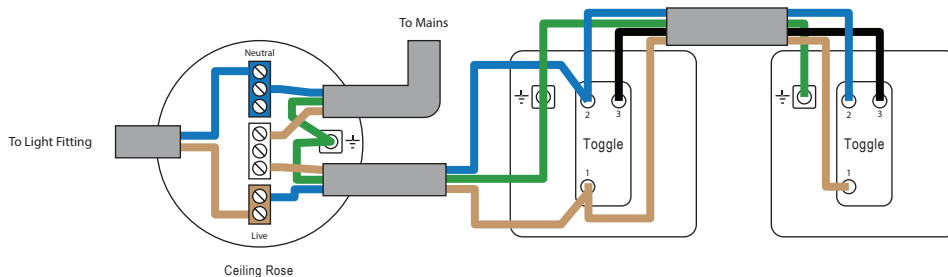 To Mains
Neutral
To Light Fitting
Live
Ceiling Rose
2
3
Toggle
1
2
3
Toggle
1